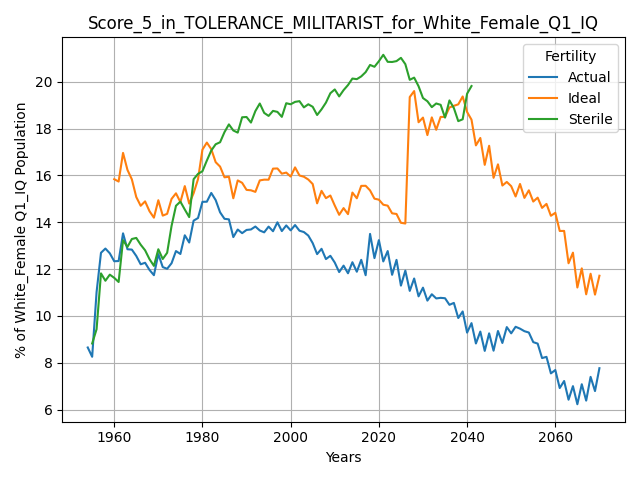 Score_5_in_TOLERANCE_MILITARIST_for_White_Female_Q1_IQ
% of White_Female Q1_IQ Population
20
18
16
14
12
10
8
6
Fertility
Actual
Ideal
Sterile
1960 1980 2000 2020 2040 2060
Years